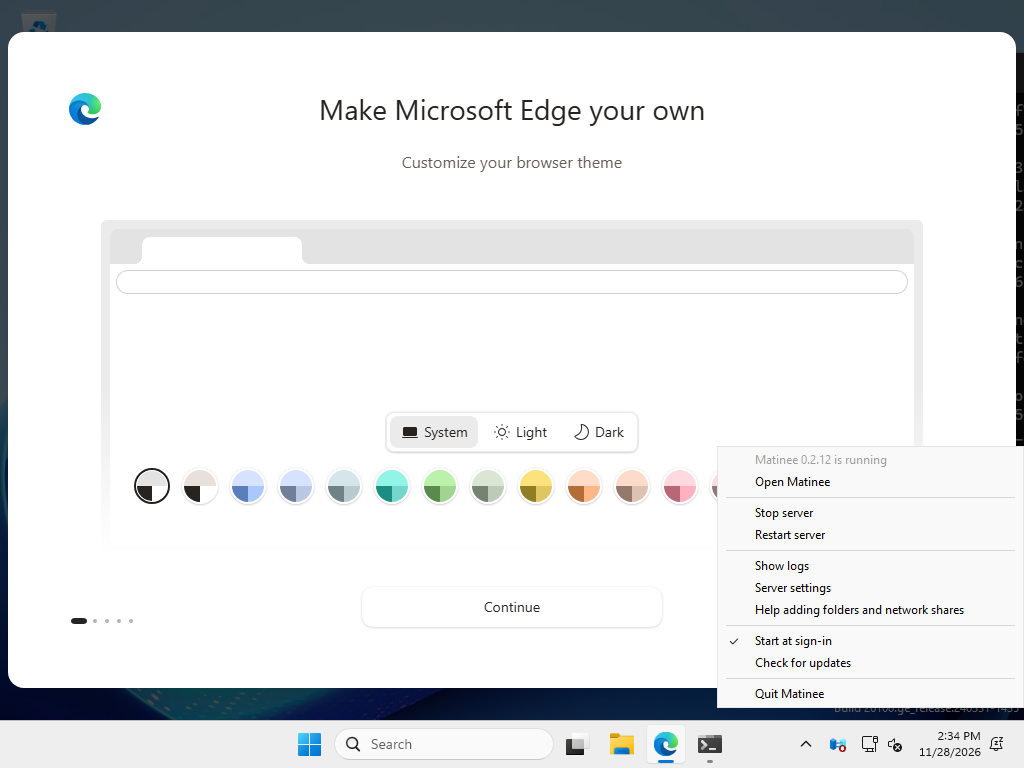 Make Microsoft Edge your own
Customize your browser theme
System
Light
Dark
Continue
Matinee 0.2.12 is running
Open Matinee
Stop server
Restart server
Show logs
Server settings
Help adding folders and network shares
Start at sign-in
Check for updates
Quit Matinee
Search
2:34 PM
11/28/2026